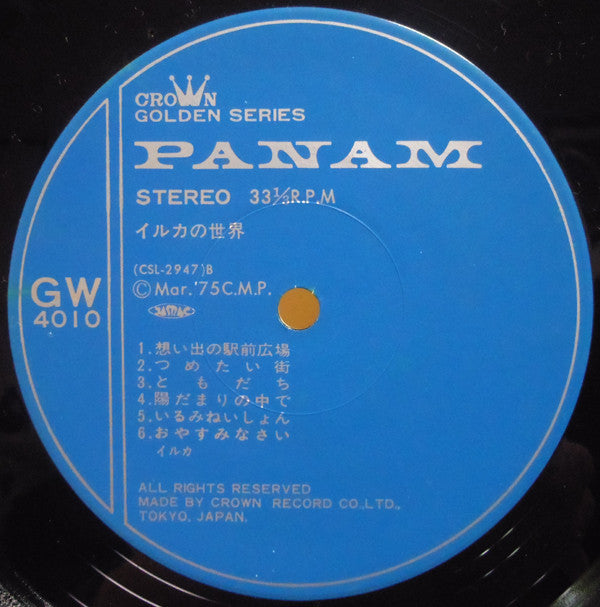 CROWN
GOLDEN SERIES
PANAM
STEREO 33⅓R.P.M
イルカの世界
(CSL-2947)B
©Mar.'75C.M.P.
GW
4010
1.想い出の駅前広場
2.つめたい街
3.ともだち
4.陽だまりの中で
5.いるみねいしょん
6.おやすみなさい
イルカ
ALL RIGHTS RESERVED
MADE BY CROWN RECORD CO.,LTD.,
TOKYO, JAPAN.